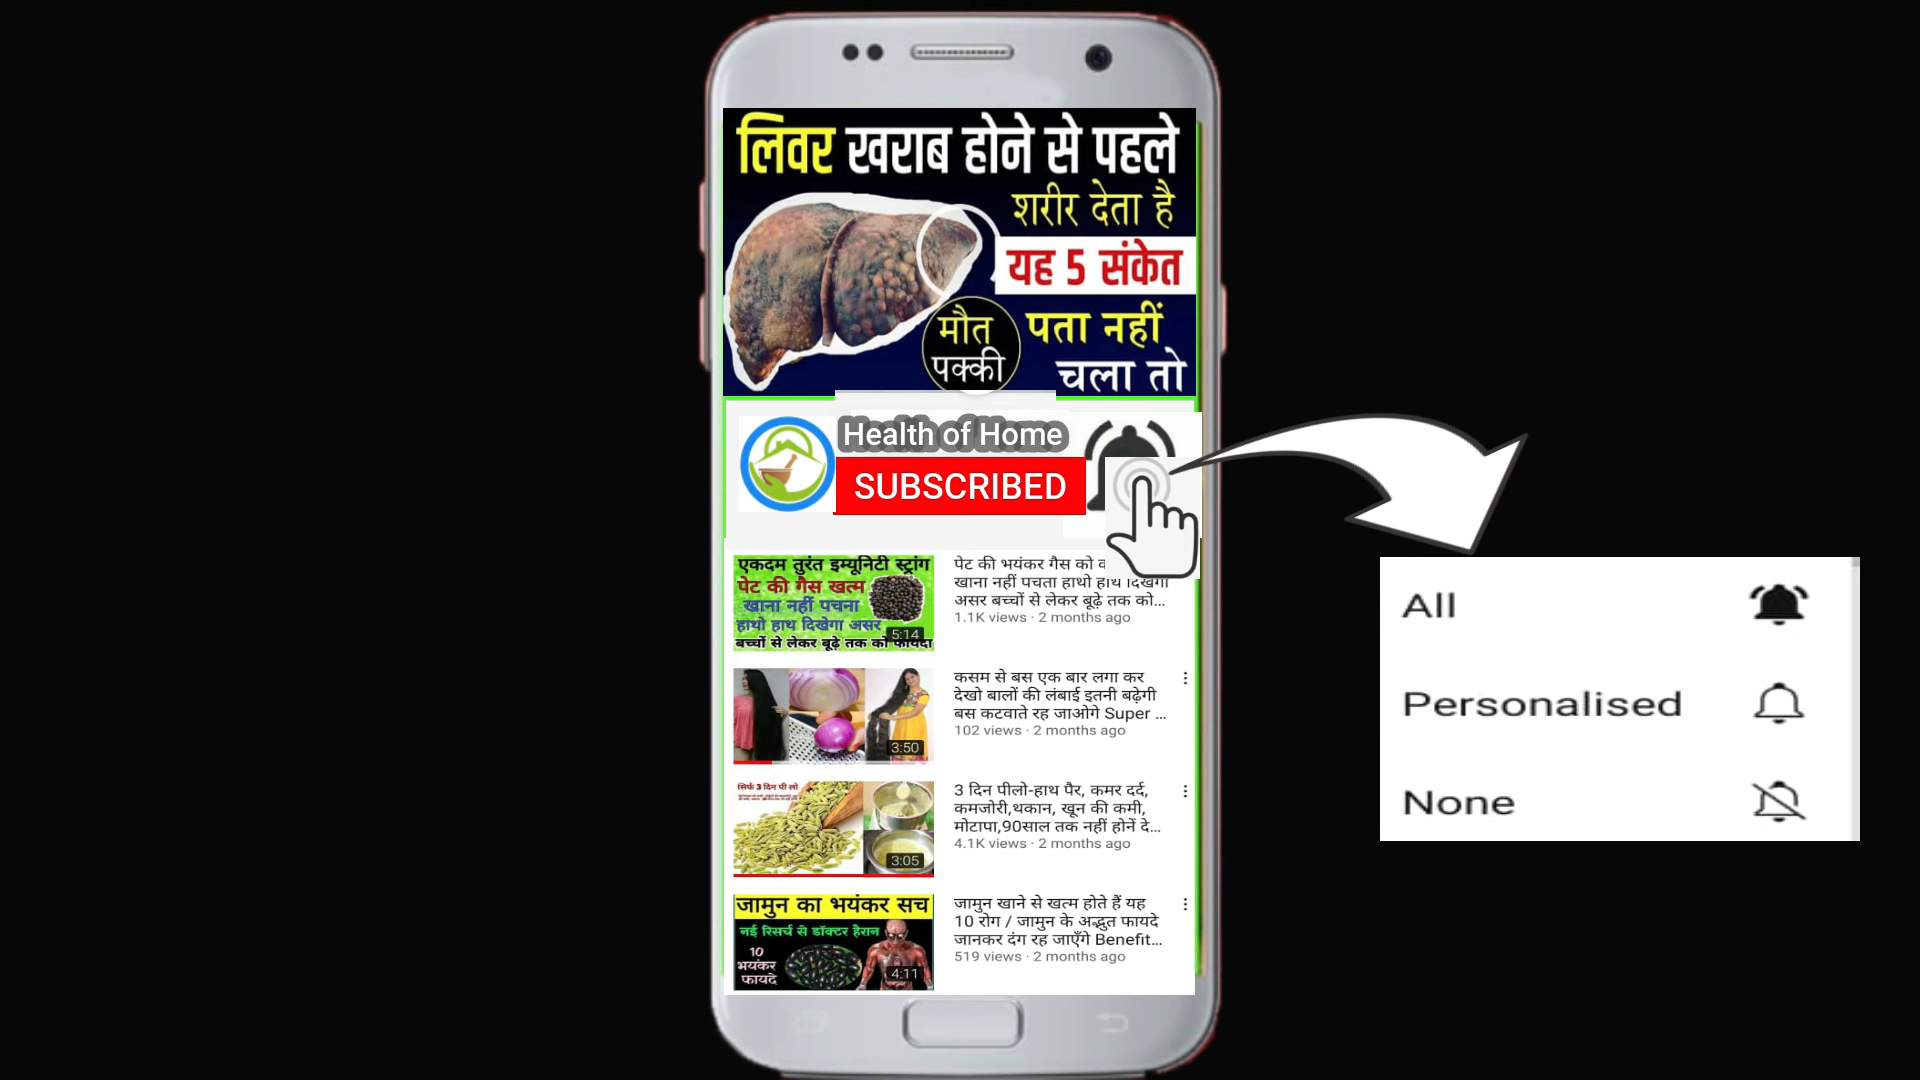 लिवर खराब होने से पहले
शरीर देता है
यह 5 संकेत
मौत
पक्की
पता नहीं
चला तो
Health of Home
SUBSCRIBED
एकदम तुरंत इम्यूनिटी स्ट्रांग
पेट की गैस खत्म
खाना नहीं पचना
हाथो हाथ दिखेगा असर
5:14
बच्चों से लेकर बूढ़े तक को फायदा
पेट की भयंकर गैस को
खाना नहीं पचता हाथो हाथ दिखेगा
असर बच्चों से लेकर बूढ़े तक को...
1.1K views · 2 months ago
3:50
कसम से बस एक बार लगा कर
देखो बालों की लंबाई इतनी बढ़ेगी
बस कटवाते रह जाओगे Super ...
102 views · 2 months ago
सिर्फ 3 दिन पी लो
3:05
3 दिन पीलो-हाथ पैर, कमर दर्द,
कमजोरी,थकान, खून की कमी,
मोटापा,90साल तक नहीं होनें दे...
4.1K views · 2 months ago
जामुन का भयंकर सच
नई रिसर्च से डॉक्टर हैरान
10
भयंकर
फायदे
4:11
जामुन खाने से खत्म होते हैं यह
10 रोग / जामुन के अद्भुत फायदे
जानकर दंग रह जाएँगे Benefit...
519 views · 2 months ago
All
Personalised
None